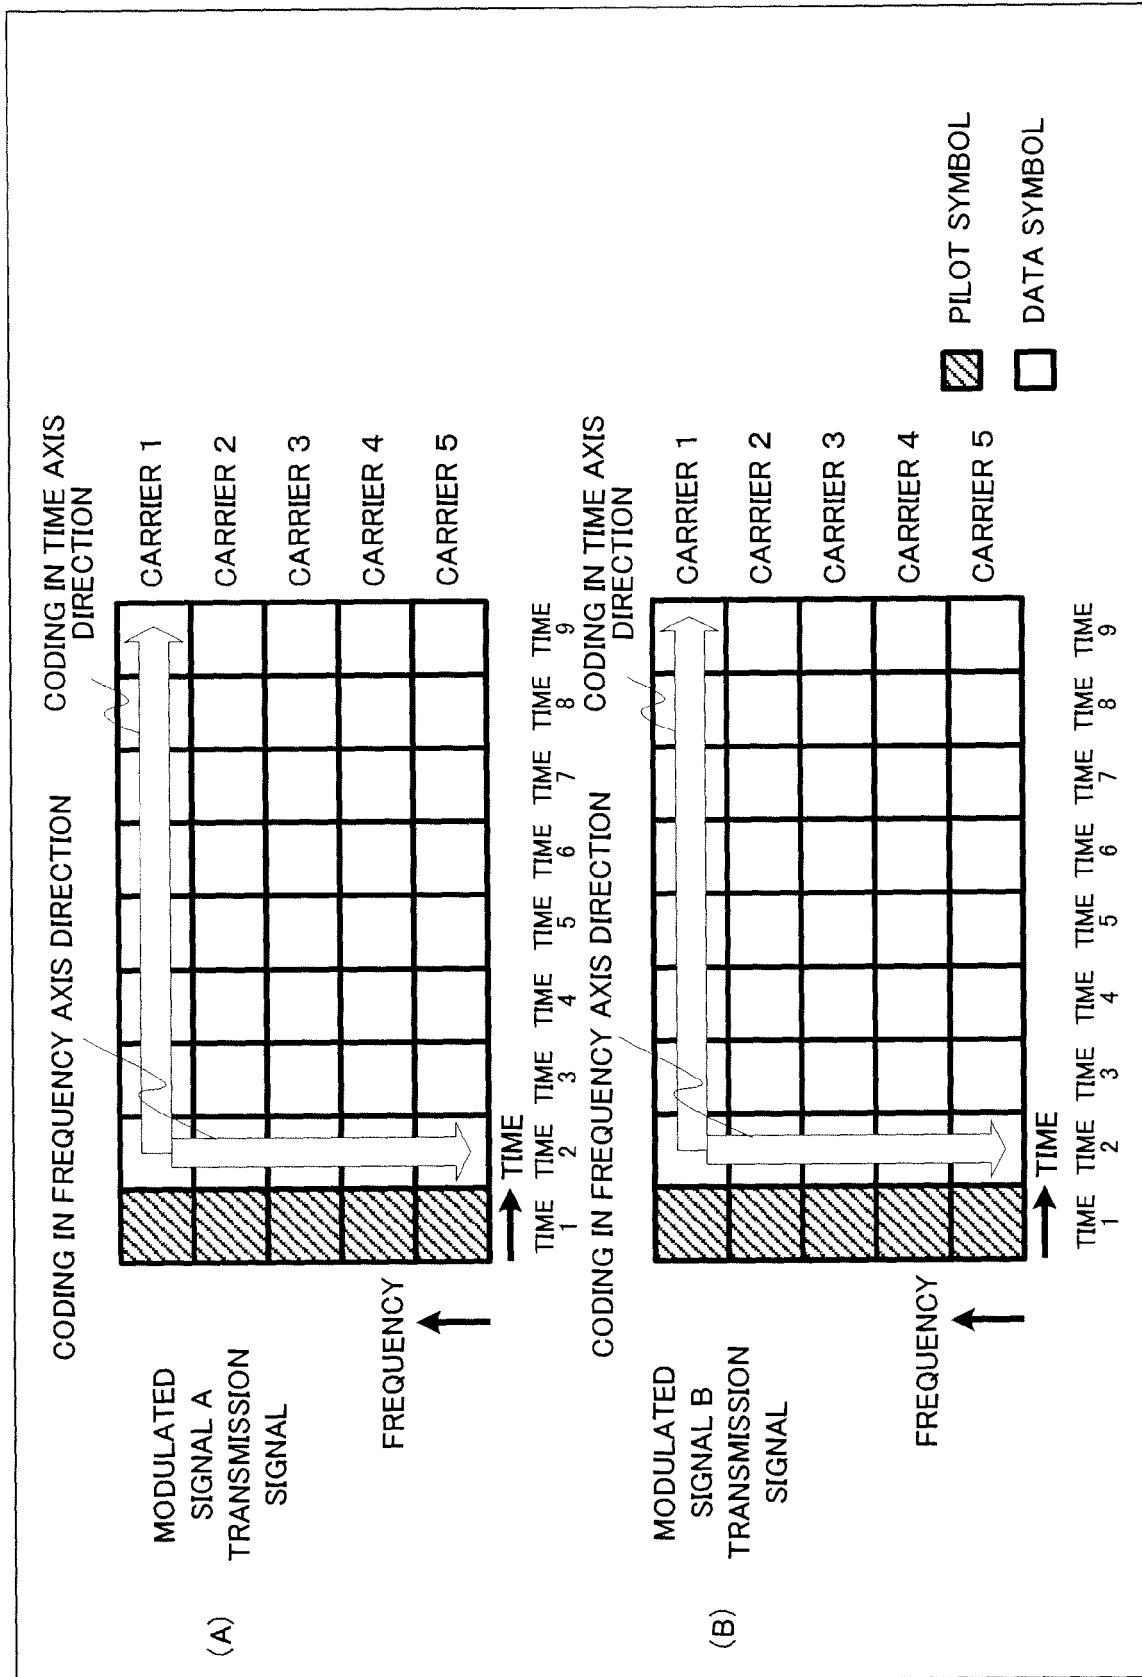 (A)
MODULATED
SIGNAL A
TRANSMISSION
SIGNAL
FREQUENCY
CODING IN FREQUENCY AXIS DIRECTION
CODING IN TIME AXIS
DIRECTION
CARRIER 1
CARRIER 2
CARRIER 3
CARRIER 4
CARRIER 5
TIME
TIME 1
TIME 2
TIME 3
TIME 4
TIME 5
TIME 6
TIME 7
TIME 8
TIME 9
(B)
MODULATED
SIGNAL B
TRANSMISSION
SIGNAL
FREQUENCY
CODING IN FREQUENCY AXIS DIRECTION
CODING IN TIME AXIS
DIRECTION
CARRIER 1
CARRIER 2
CARRIER 3
CARRIER 4
CARRIER 5
TIME
TIME 1
TIME 2
TIME 3
TIME 4
TIME 5
TIME 6
TIME 7
TIME 8
TIME 9
PILOT SYMBOL
DATA SYMBOL